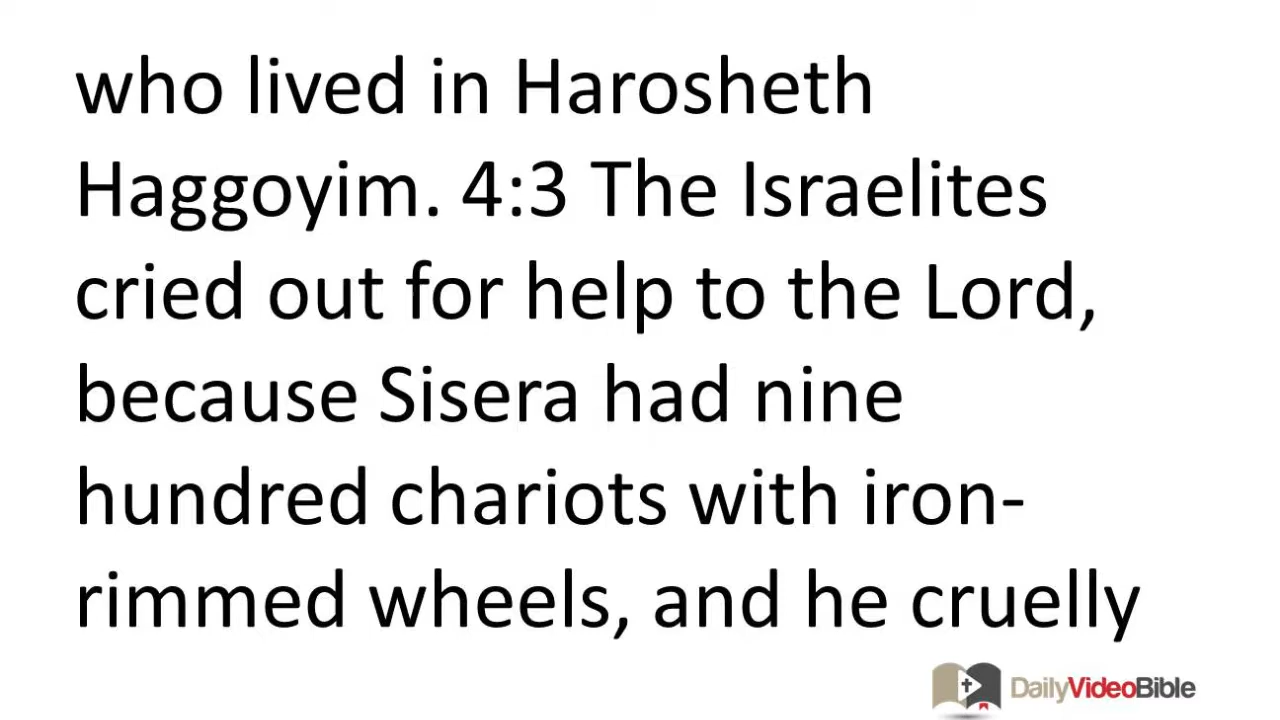 who lived in Harosheth
Haggoyim. 4:3 The Israelites
cried out for help to the Lord,
because Sisera had nine
hundred chariots with iron-
rimmed wheels, and he cruelly
DailyVideoBible